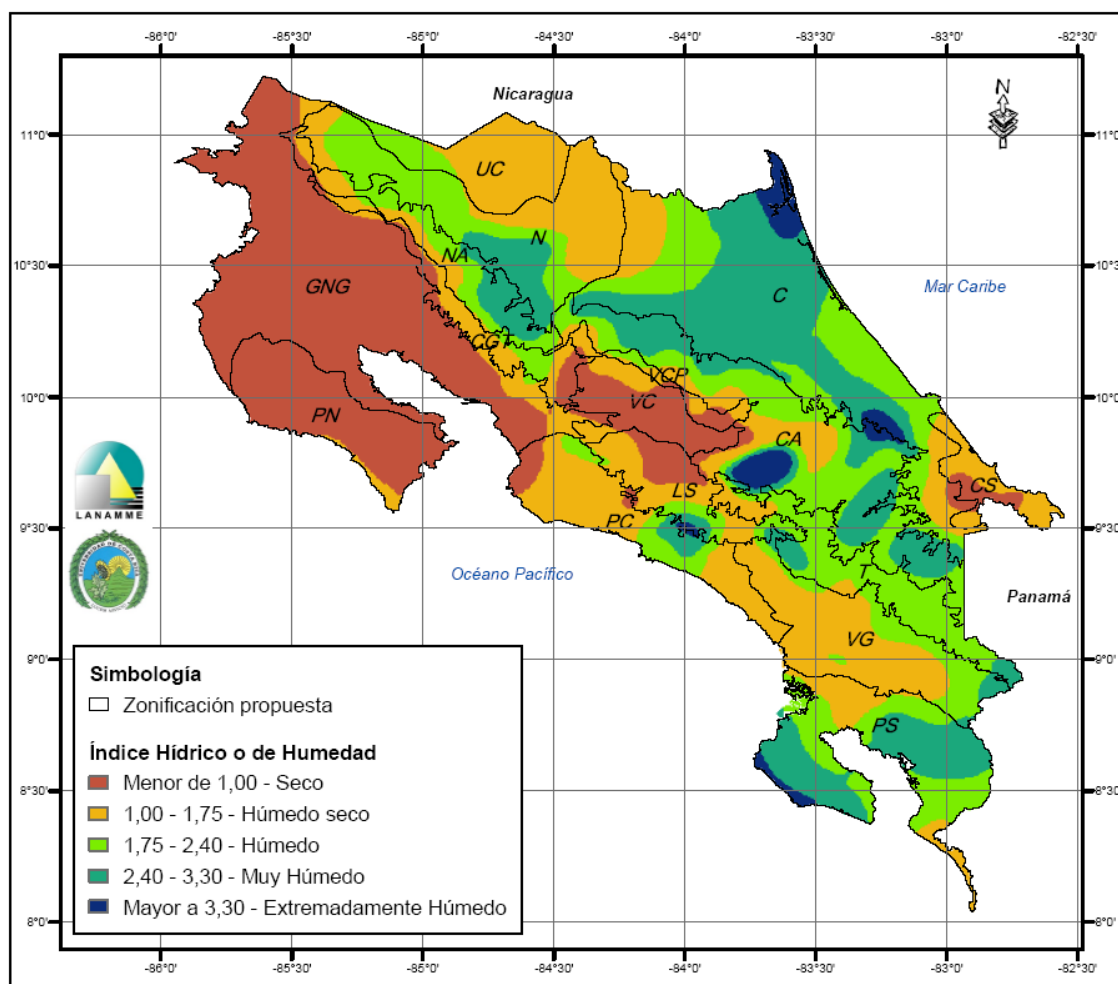 -86°0' -85°30' -85°0' -84°30' -84°0' -83°30' -83°0' -82°30'
Nicaragua
N
11°0' 11°0'
UC
10°30' N 10°30'
NA
GNG C Mar Caribe
CGT
VCP
10°0' VC 10°0'
PN
CA
LANAMME
LS CS
PC
9°30' 9°30'
Océano Pacífico
T
Panamá
VG
9°0' 9°0'
PS
Simbología
Zonificación propuesta
Índice Hídrico o de Humedad
Menor de 1,00 - Seco
8°30' 8°30'
1,00 - 1,75 - Húmedo seco
1,75 - 2,40 - Húmedo
2,40 - 3,30 - Muy Húmedo
Mayor a 3,30 - Extremadamente Húmedo
8°0' 8°0'
-86°0' -85°30' -85°0' -84°30' -84°0' -83°30' -83°0' -82°30'